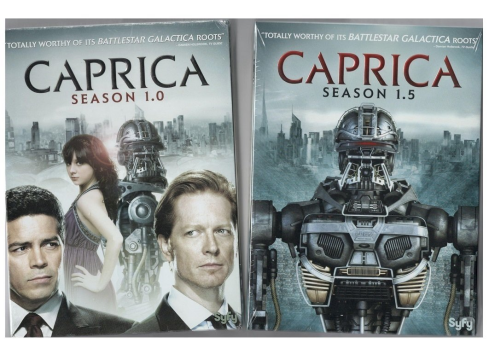 "TOTALLY WORTHY OF ITS BATTLESTAR GALACTICA ROOTS"
CAPRICA
SEASON 1.0
Syfy
"TOTALLY WORTHY OF ITS BATTLESTAR GALACTICA ROOTS"
CAPRICA
SEASON 1.5
Syfy